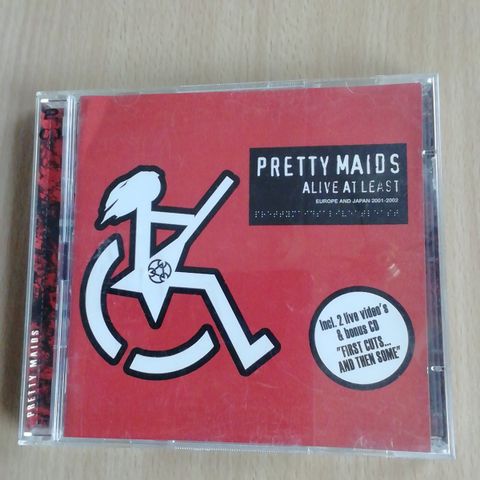 PRETTY MAIDS
ALIVE AT LEAST
EUROPE AND JAPAN 2001-2002
Incl. 2 live video's
& bonus CD
"FIRST CUTS...
AND THEN SOME"
PRETTY MAIDS